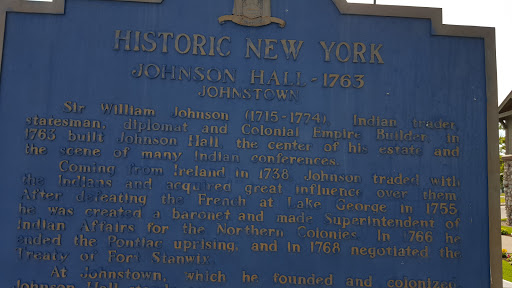 HISTORIC NEW YORK
JOHNSON HALL - 1763
JOHNSTOWN
Sir William Johnson (1715-1774), Indian trader,
statesman, diplomat and Colonial Empire Builder, in
1763 built Johnson Hall, the center of his estate and
the scene of many Indian conferences.
Coming from Ireland in 1738, Johnson traded with
the Indians and acquired great influence over them.
After defeating the French at Lake George in 1755,
he was created a baronet and made Superintendent of
Indian Affairs for the Northern Colonies. In 1766 he
ended the Pontiac uprising, and in 1768 negotiated the
Treaty of Fort Stanwix.
At Johnstown, which he founded and colonized,
Johnson Hall